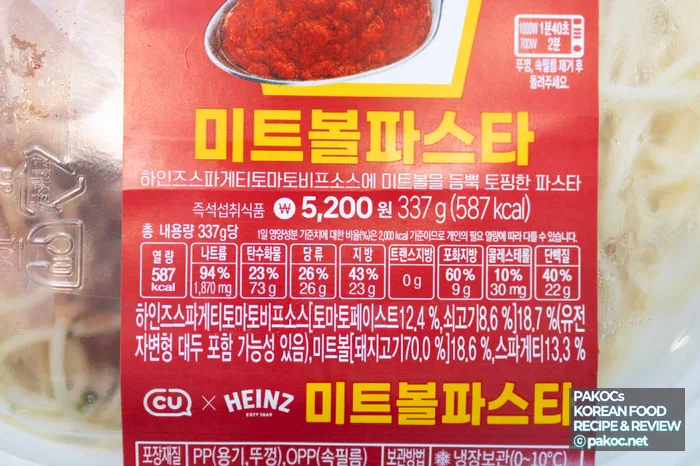 1000W 1분40초
700W 2분
뚜껑, 속필름 제거 후
돌려주세요.
미트볼파스타
하인즈스파게티토마토비프소스에 미트볼을 듬뿍 토핑한 파스타
즉석섭취식품 ₩ 5,200 원 337 g (587 kcal)
총 내용량 337g당 1일 영양성분 기준치에 대한 비율(%)은 2,000 kcal 기준이므로 개인의 필요 열량에 따라 다를 수 있습니다.
열 량 나트륨 탄수화물 당 류 지 방 트랜스지방 포화지방 콜레스테롤 단백질
587 kcal 94 % 23 % 26 % 43 % 0 g 60 % 10 % 40 %
1,870 mg 73 g 26 g 23 g 9 g 30 mg 22 g
하인즈스파게티토마토비프소스[토마토페이스트12,4 %,쇠고기8,6 %]18,7 %(유전
자변형 대두 포함 가능성 있음),미트볼[돼지고기70,0 %]18,6 %,스파게티13,3 %
CU × HEINZ 미트볼파스타
ESTD 1869
포장재질 PP(용기,뚜껑),OPP(속필름) 보관방법 냉장보관(0~10℃)
PAKOCs
KOREAN FOOD
RECIPE & REVIEW
© pakoc.net